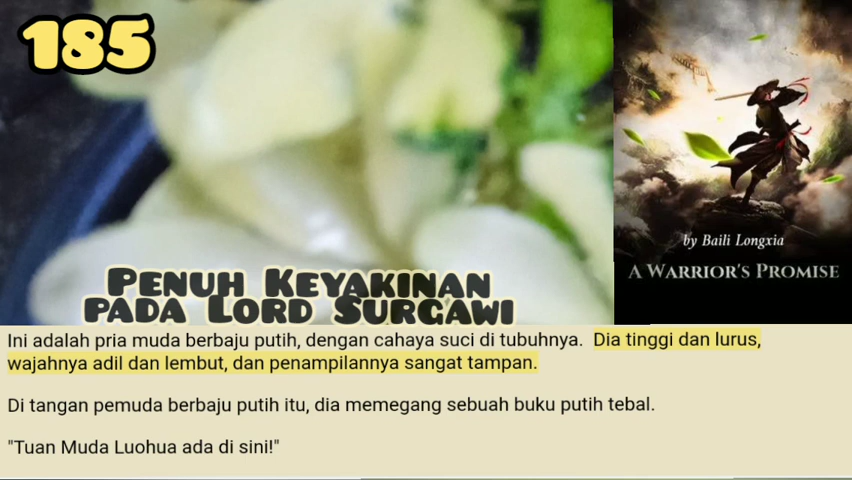 185
PENUH KEYAKINAN
PADA LORD SURGAWI
by Baili Longxia
A WARRIOR'S PROMISE
Ini adalah pria muda berbaju putih, dengan cahaya suci di tubuhnya. Dia tinggi dan lurus,
wajahnya adil dan lembut, dan penampilannya sangat tampan.
Di tangan pemuda berbaju putih itu, dia memegang sebuah buku putih tebal.
"Tuan Muda Luohua ada di sini!"